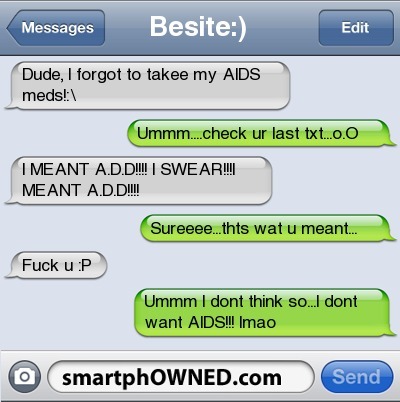 Messages
Besite:)
Edit
Dude, I forgot to takee my AIDS
meds!:\
Ummm....check ur last txt...o.O
I MEANT A.D.D!!!! I SWEAR!!!!I
MEANT A.D.D!!!!
Sureeee...thts wat u meant...
Fuck u :P
Ummm I dont think so...I dont
want AIDS!!! lmao
smartphOWNED.com
Send